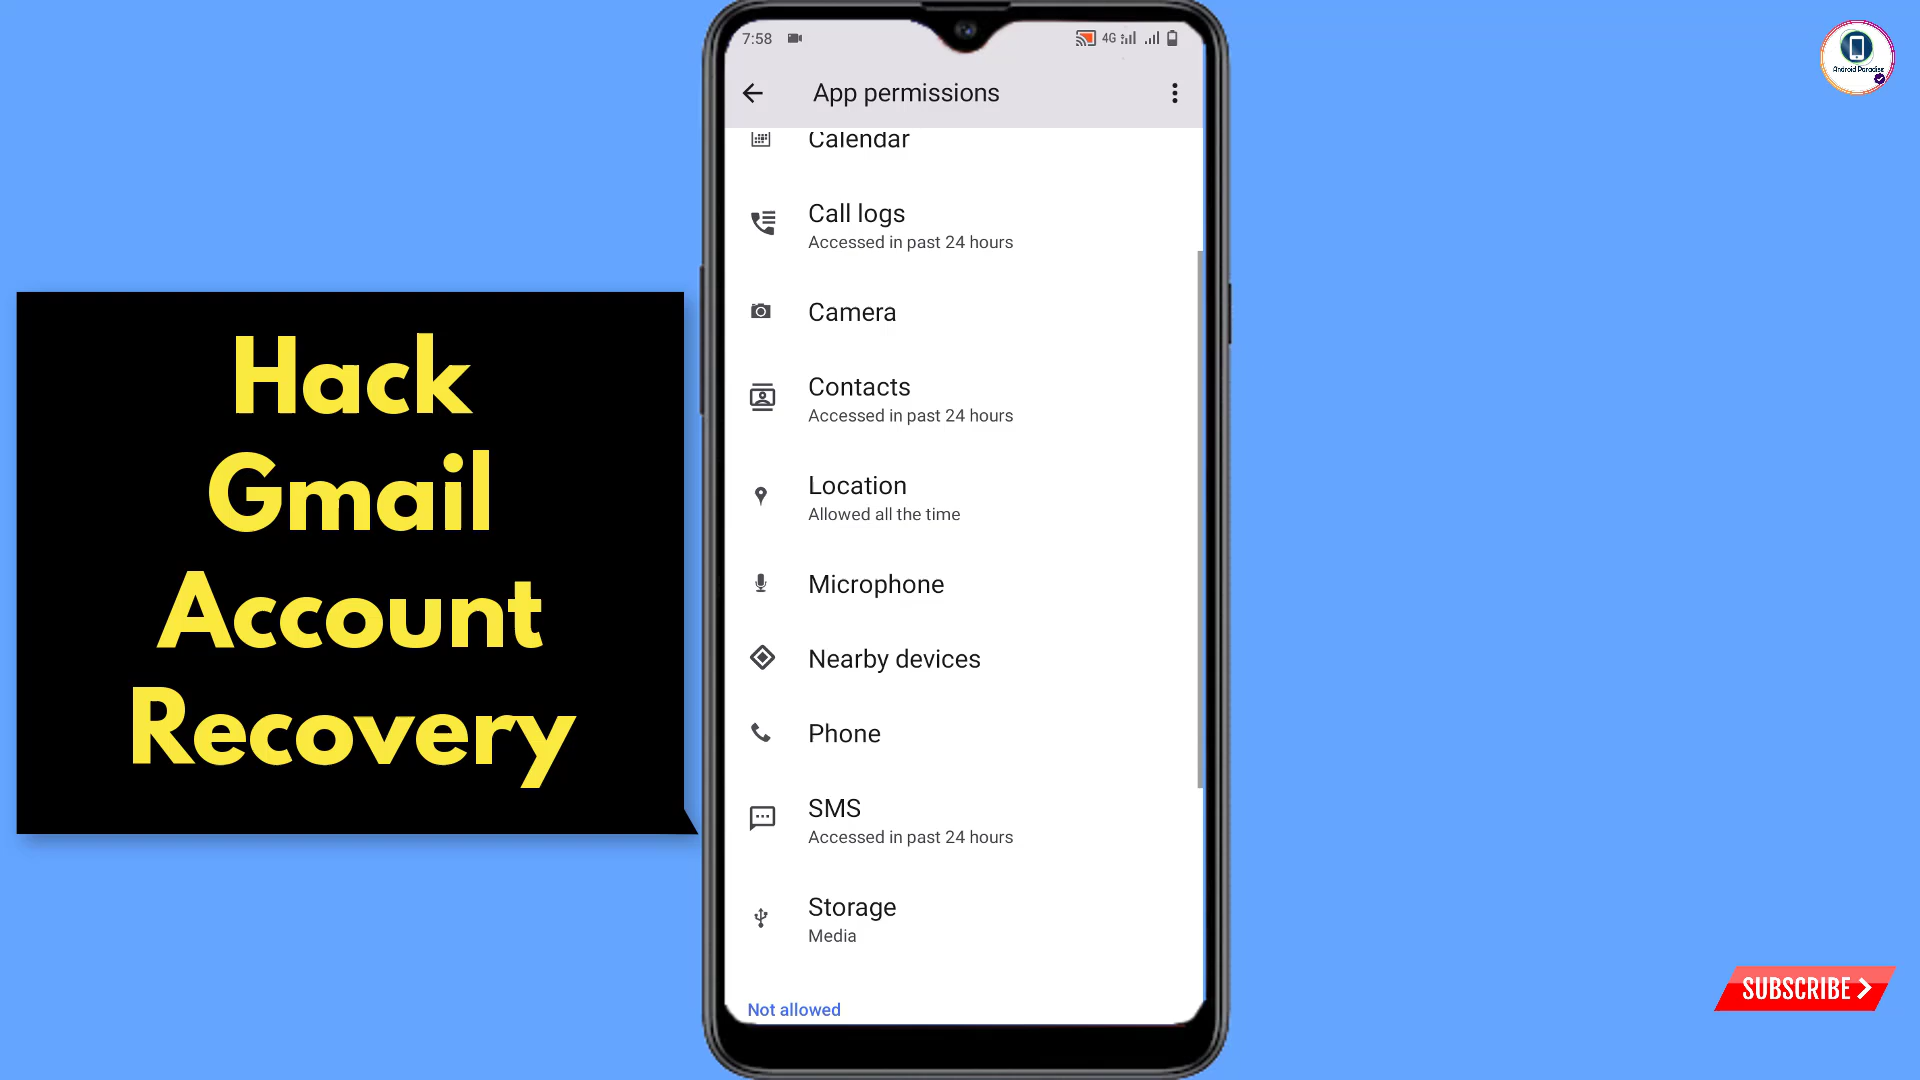 7:58
4G
App permissions
Android Paradise
Calendar
Call logs
Accessed in past 24 hours
Camera
Contacts
Accessed in past 24 hours
Location
Allowed all the time
Microphone
Nearby devices
Phone
SMS
Accessed in past 24 hours
Storage
Media
Not allowed
Hack
Gmail
Account
Recovery
SUBSCRIBE